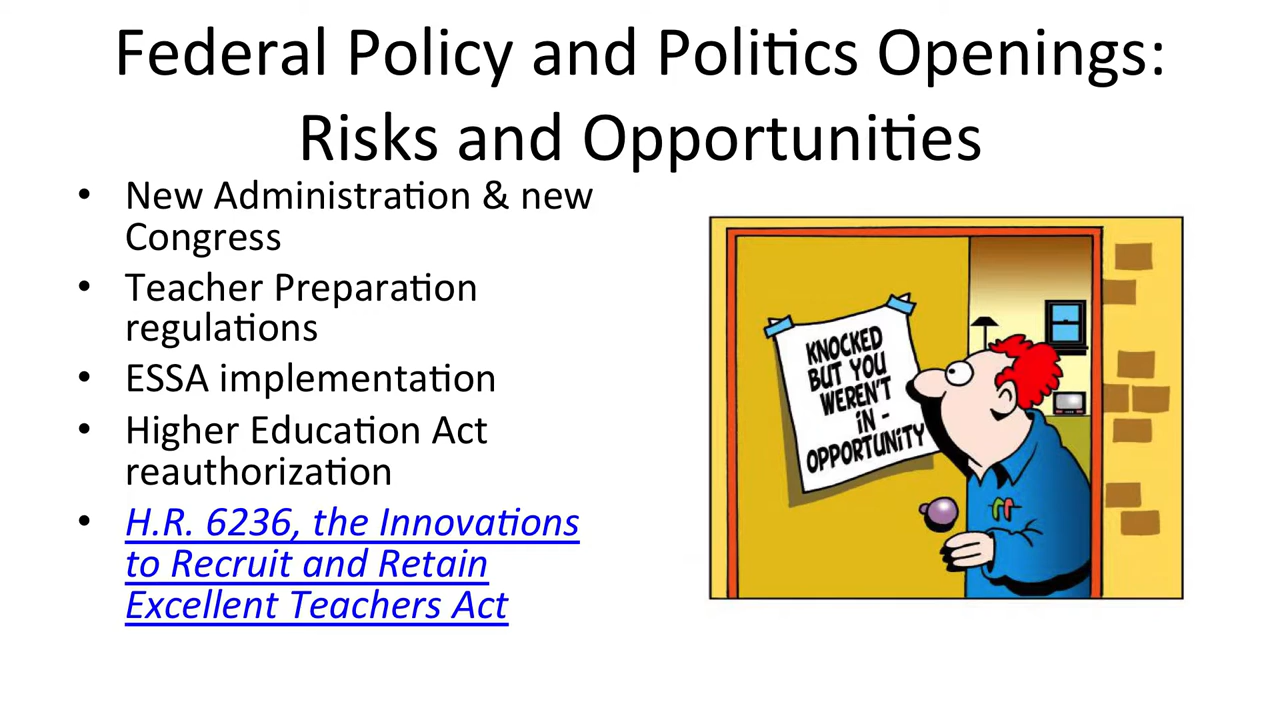 Federal Policy and Politics Openings:
Risks and Opportunities
• New Administration & new
Congress
• Teacher Preparation
regulations
• ESSA implementation
• Higher Education Act
reauthorization
• H.R. 6236, the Innovations
to Recruit and Retain
Excellent Teachers Act
KNOCKED
BUT YOU
WEREN'T
iN -
OPPORTUNiTY